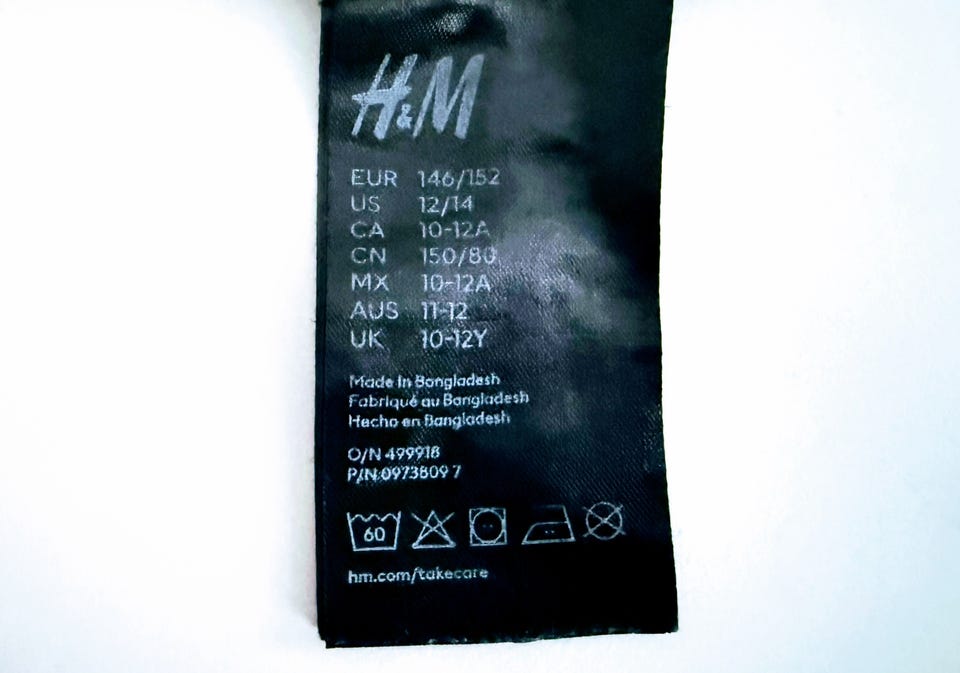 H&M
EUR 146/152
US 12/14
CA 10-12A
CN 150/80
MX 10-12A
AUS 11-12
UK 10-12Y
Made in Bangladesh
Fabriqué au Bangladesh
Hecho en Bangladesh
O/N 499918
P/N 0973809 7
60
hm.com/takecare